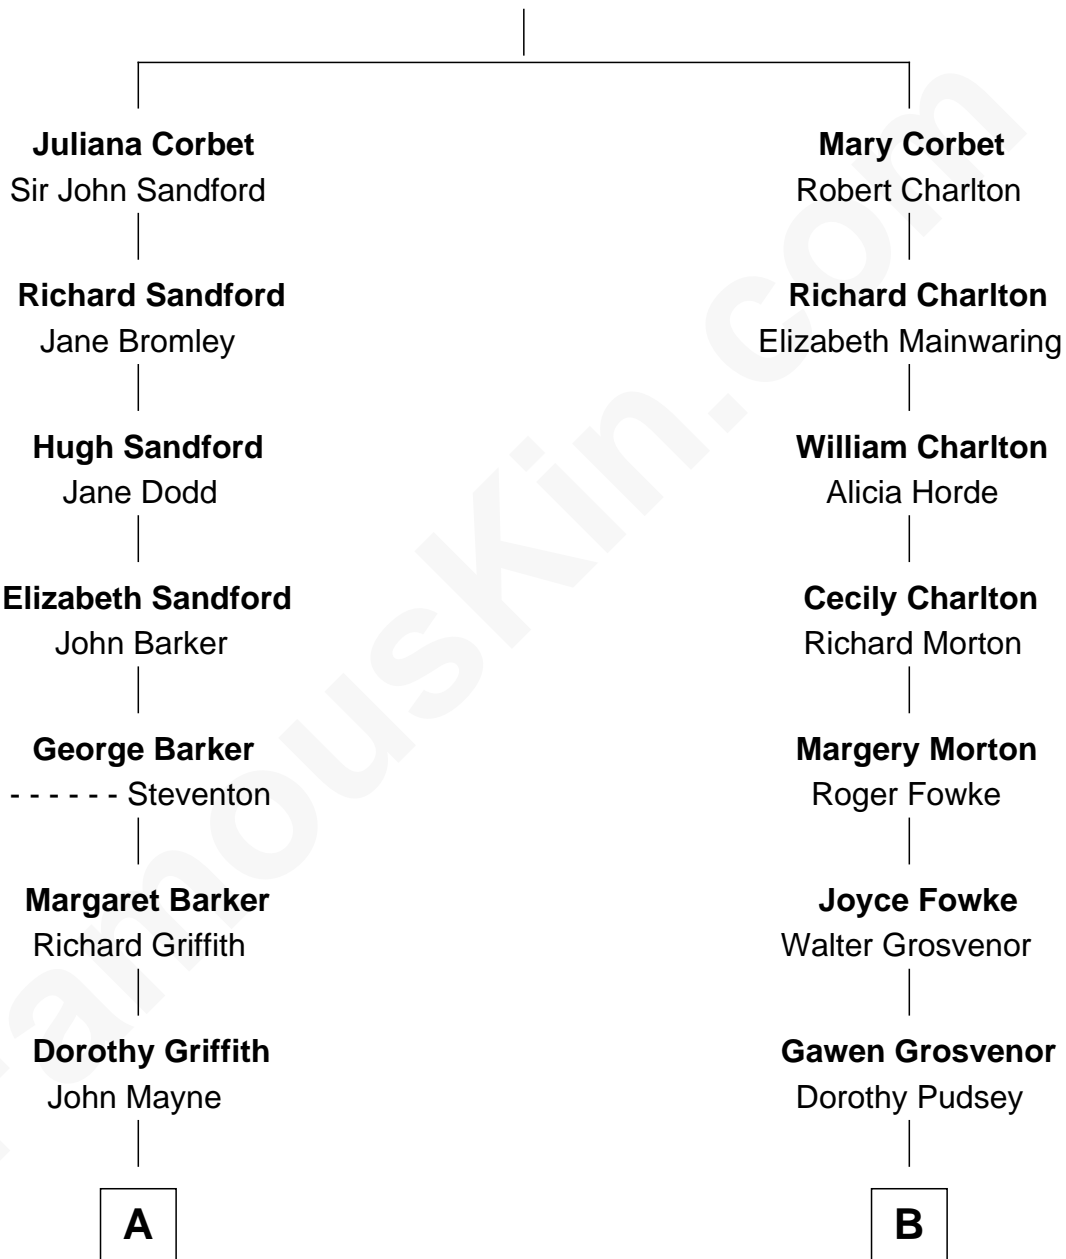 Juliana Corbet
Sir John Sandford
Mary Corbet
Robert Charlton
Richard Sandford
Jane Bromley
Richard Charlton
Elizabeth Mainwaring
Hugh Sandford
Jane Dodd
William Charlton
Alicia Horde
Elizabeth Sandford
John Barker
Cecily Charlton
Richard Morton
George Barker
- - - - - - Steventon
Margery Morton
Roger Fowke
Margaret Barker
Richard Griffith
Joyce Fowke
Walter Grosvenor
Dorothy Griffith
John Mayne
Gawen Grosvenor
Dorothy Pudsey
A
B
FamousKin.com